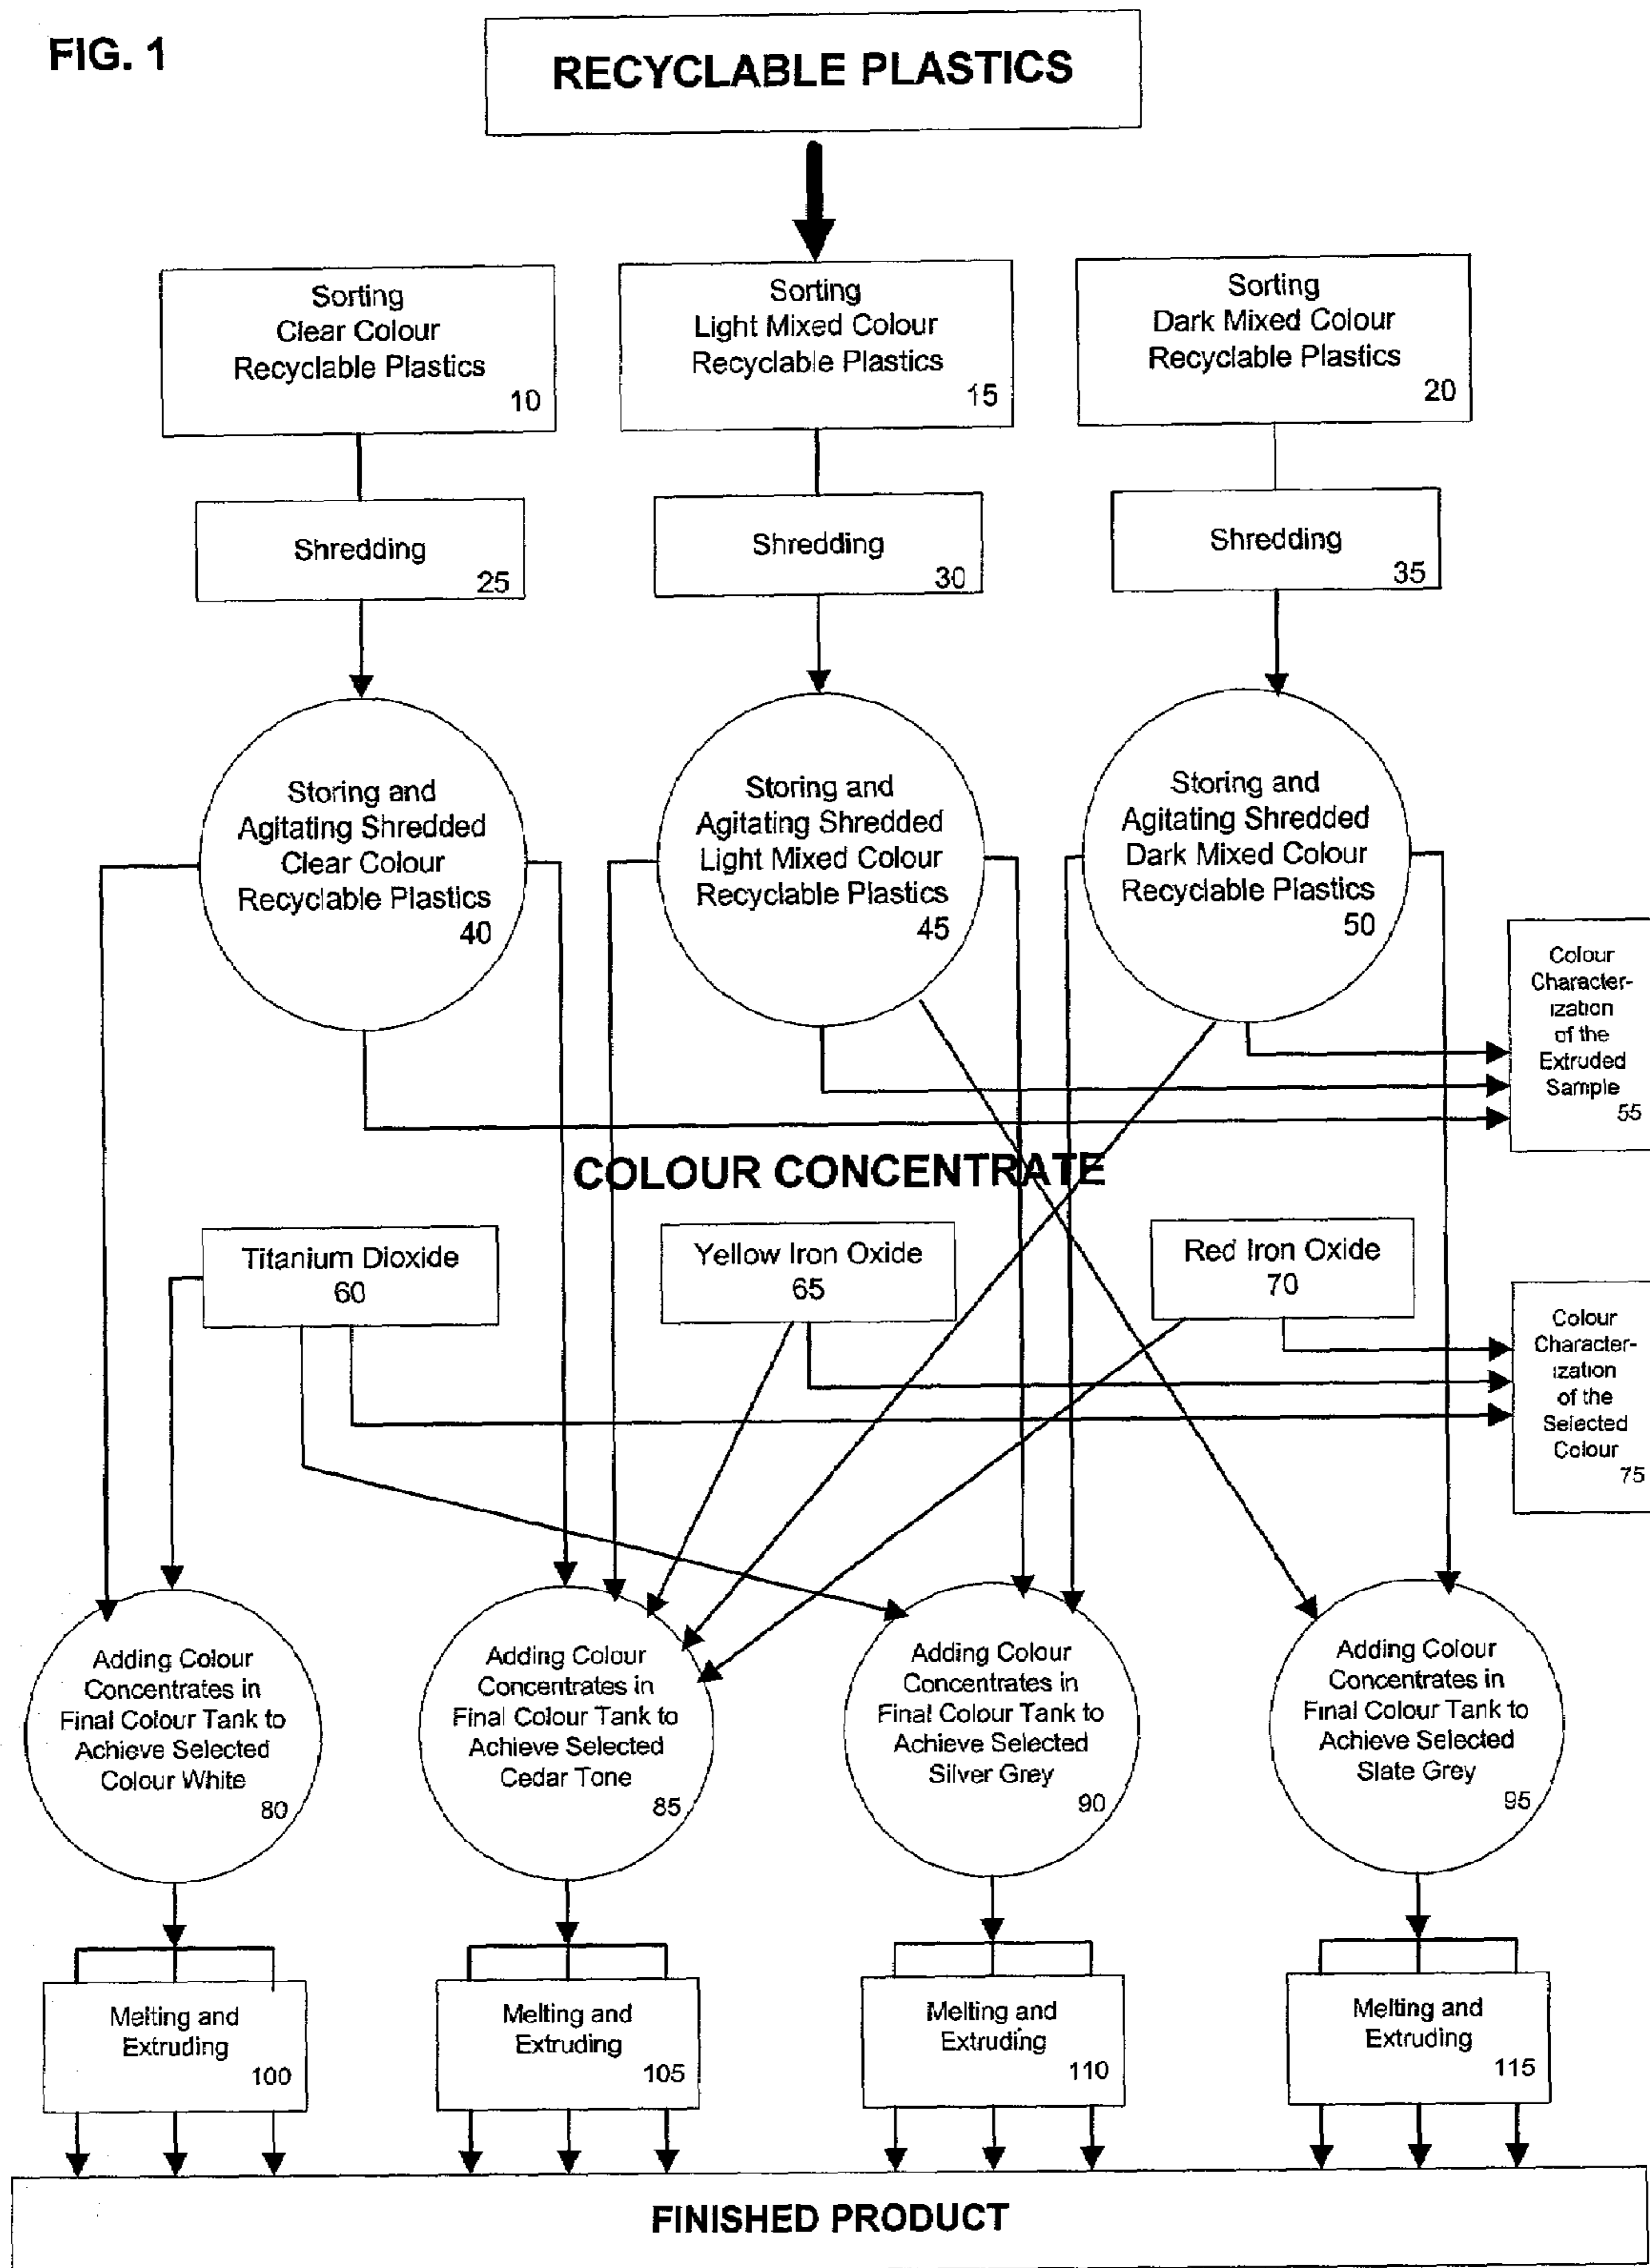 FIG. 1
RECYCLABLE PLASTICS
Sorting
Clear Colour
Recyclable Plastics
10
Sorting
Light Mixed Colour
Recyclable Plastics
15
Sorting
Dark Mixed Colour
Recyclable Plastics
20
Shredding
25
Shredding
30
Shredding
35
Storing and
Agitating Shredded
Clear Colour
Recyclable Plastics
40
Storing and
Agitating Shredded
Light Mixed Colour
Recyclable Plastics
45
Storing and
Agitating Shredded
Dark Mixed Colour
Recyclable Plastics
50
Colour
Character-
ization
of the
Extruded
Sample
55
COLOUR CONCENTRATE
Titanium Dioxide
60
Yellow Iron Oxide
65
Red Iron Oxide
70
Colour
Character-
ization
of the
Selected
Colour
75
Adding Colour
Concentrates in
Final Colour Tank to
Achieve Selected
Colour White
80
Adding Colour
Concentrates in
Final Colour Tank to
Achieve Selected
Cedar Tone
85
Adding Colour
Concentrates in
Final Colour Tank to
Achieve Selected
Silver Grey
90
Adding Colour
Concentrates in
Final Colour Tank to
Achieve Selected
Slate Grey
95
Melting and
Extruding
100
Melting and
Extruding
105
Melting and
Extruding
110
Melting and
Extruding
115
FINISHED PRODUCT